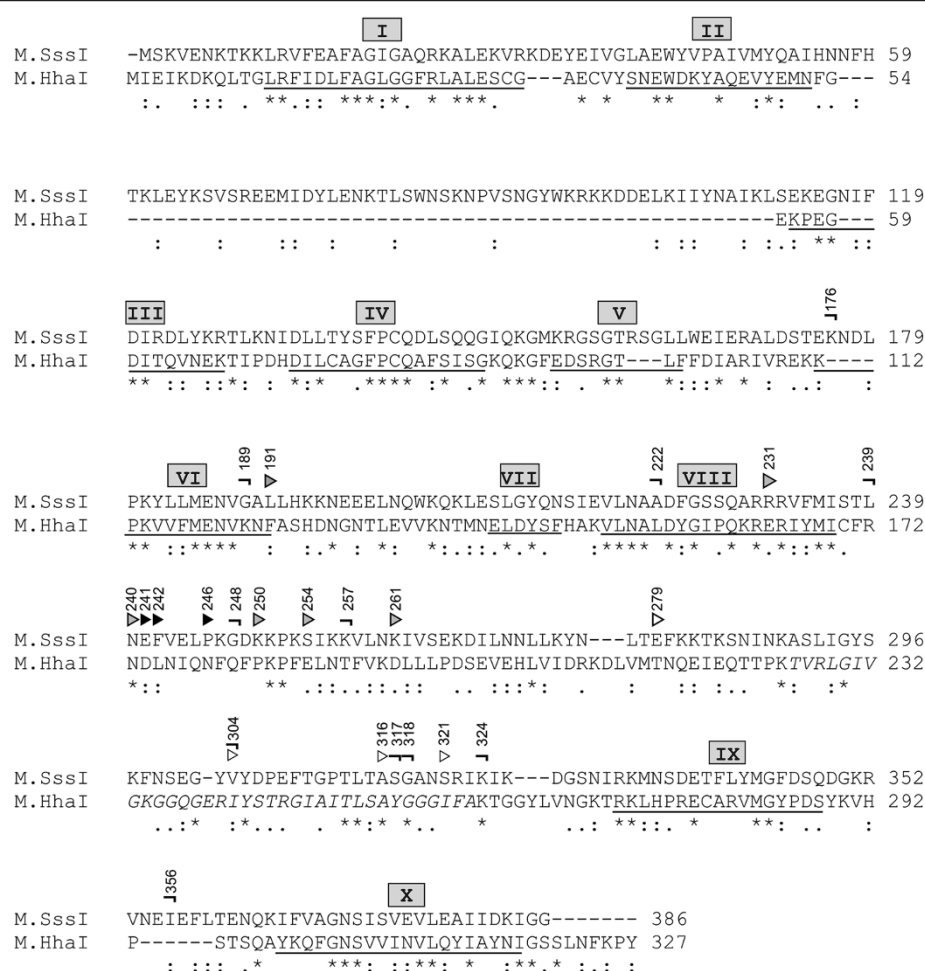 I II
M.SssI -MSKVENKTKKLRVFEAFAGIGAQRKALEKVRKDEYEIVGLAEWYVPAIVMYQAIHNNFH 59
M.HhaI MIEIKDKQLTGLRFIDLFAGLGGFRLALESCG---AECVYSNEWDKYAQEVYEMNFG--- 54
:. ::: : **.: ***:*: * .***. * * ** * :*: .. :
M.SssI TKLEYKSVSREEMIDYLENKTLSWNSKNPVSNGYWKRKKDDELKIIYNAIKLSEKEGNIF 119
M.HhaI ----------------------------------------------------EKPEG---- 59
: : :: : : : : :: : :.: ** ::
III IV V 176
M.SssI DIRDLYKRTLKNIDLLTYSFPCQDLSQQGIQKGMKRGSGTRSGLLWEIERALDSTEKNDL 179
M.HhaI DITQVNEKTIPDHDILCAGFPCQAFSISGKQKGFEDSRGT---LFFDIARIVREKK---- 112
** :: ::*: : *:* .**** :* .* ***:: . ** *:::* * : ..: :
VI 189 191 VII 222 VIII 231 239
M.SssI PKYLLMENVGALLHKKNEEELNQWKQKLESLGYQNSIEVLNAADFGSSQARRRVFMISTL 239
M.HhaI PKVVFMENVKNFASHDNGNTLEVVKNTMNELDYSFHAKVLNALDYGIPQKRERIYMICFR 172
** ::**** : :.* : *: *:.::.*.*. :**** *:* .* *.*::**.
240 241 242 246 248 250 254 257 261 279
M.SssI NEFVELPKGDKKPKSIKKVLNKIVSEKDILNNLLKYN---LTEFKKTKSNINKASLIGYS 296
M.HhaI NDLNIQNFQFPKPFELNTFVKDLLLPDSEVEHLVIDRKDLVMTNQEIEQTTPKTVRLGIV 232
*:: ** .::..::.:: .. :::*: . : :: :.. *: :*
304 316 317 318 321 324 IX
M.SssI KFNSEG-YVYDPEFTGPTLTASGANSRIKIK---DGSNIRKMNSDETFLYMGFDSQDGKR 352
M.HhaI GKGGQGERIYSTRGIAITLSAYGGGIFAKTGGYLVNGKTRKLHPRECARVMGYPDSYKVH 292
..:* :*... . **:* *.. * ..: **::. * **: .. :
356 X
M.SssI VNEIEFLTENQKIFVAGNSISVEVLEAIIDKIGG------- 386
M.HhaI P------STSQAYKQFGNSVVINVLQYIAYNIGSSLNFKPY 327
: : :: .* ***: ::**: * :**.* :.: :